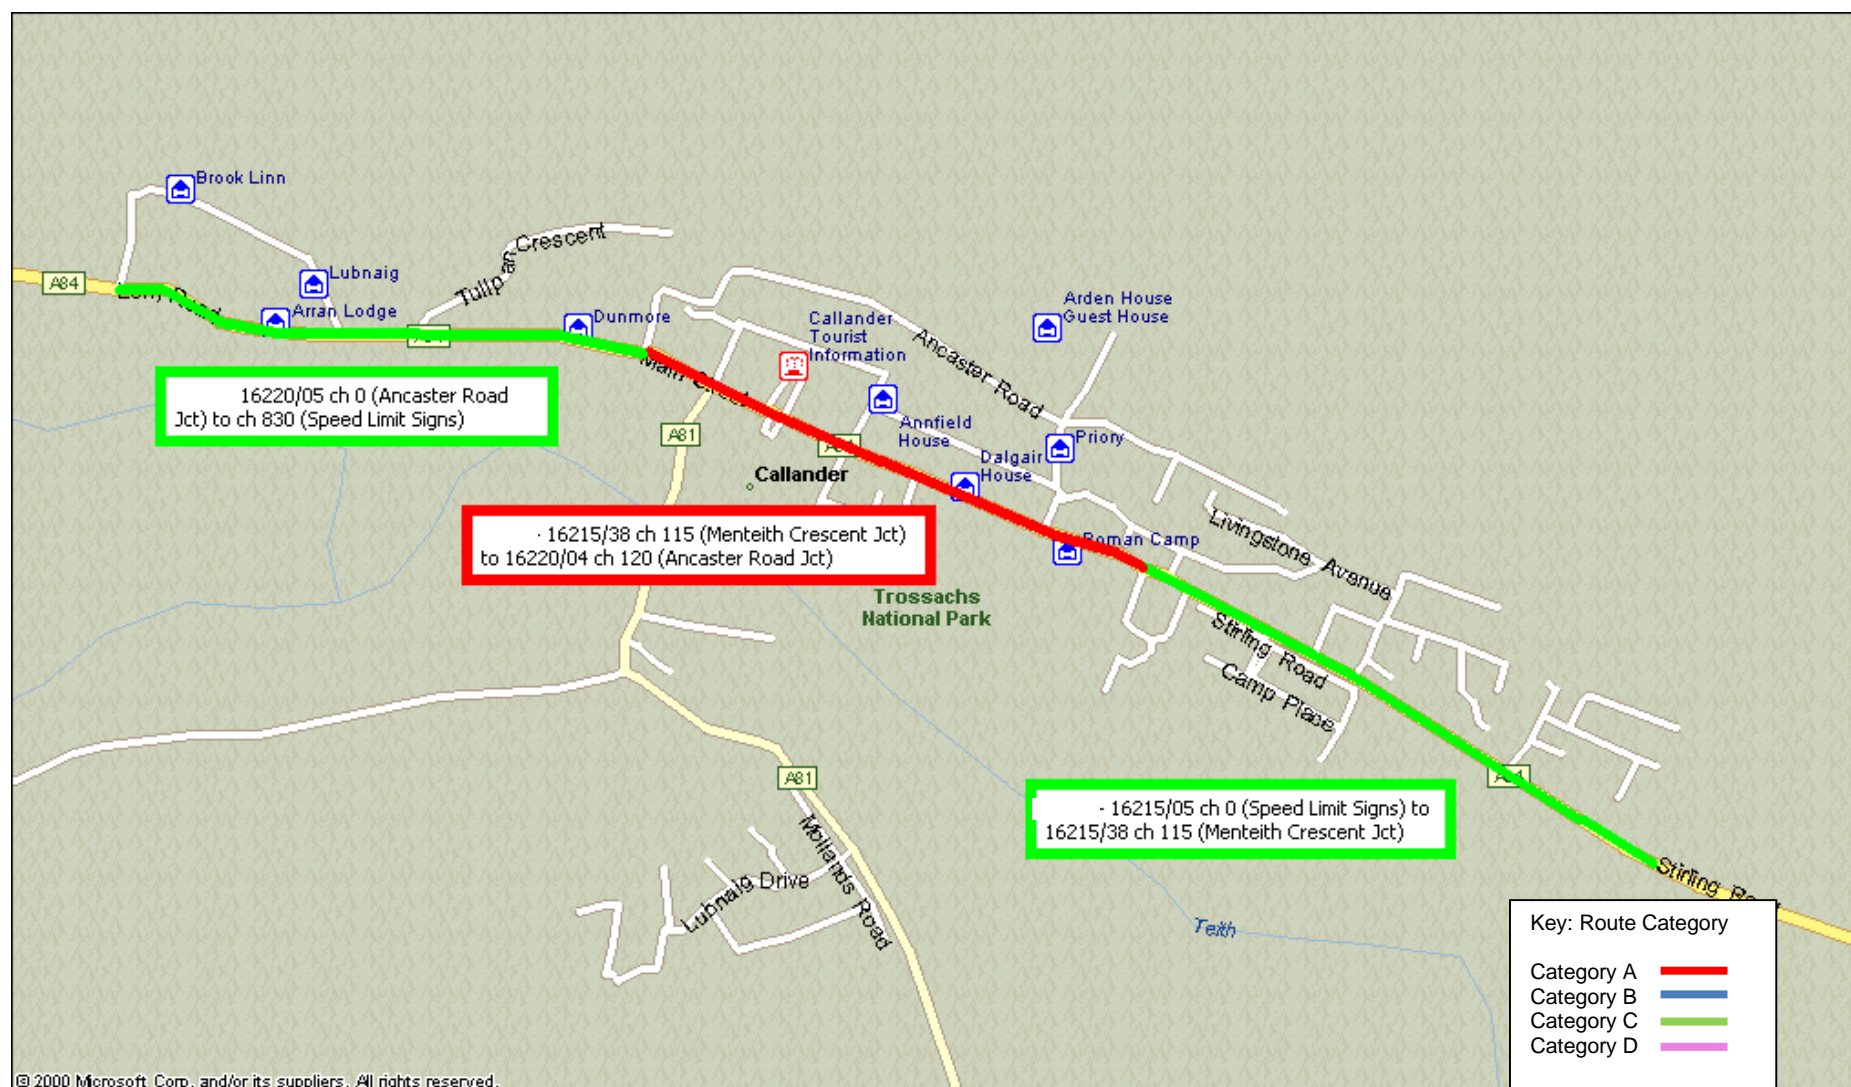 Brook Linn
Lubnaig
Arran Lodge
A84
Tullipan Crescent
Dunmore
Callander
Tourist
Information
Arden House
Guest House
Ancaster Road
Main Street
16220/05 ch 0 (Ancaster Road
Jct) to ch 830 (Speed Limit Signs)
A81
Annfield
House
Priory
Dalgair
House
Callander
· 16215/38 ch 115 (Menteith Crescent Jct)
to 16220/04 ch 120 (Ancaster Road Jct)
Roman Camp
Livingstone Avenue
Trossachs
National Park
Stirling Road
Camp Place
A81
- 16215/05 ch 0 (Speed Limit Signs) to
16215/38 ch 115 (Menteith Crescent Jct)
Mollands Road
Lubnaig Drive
Stirling Road
Teith
Key: Route Category
Category A
Category B
Category C
Category D
© 2000 Microsoft Corp. and/or its suppliers. All rights reserved.